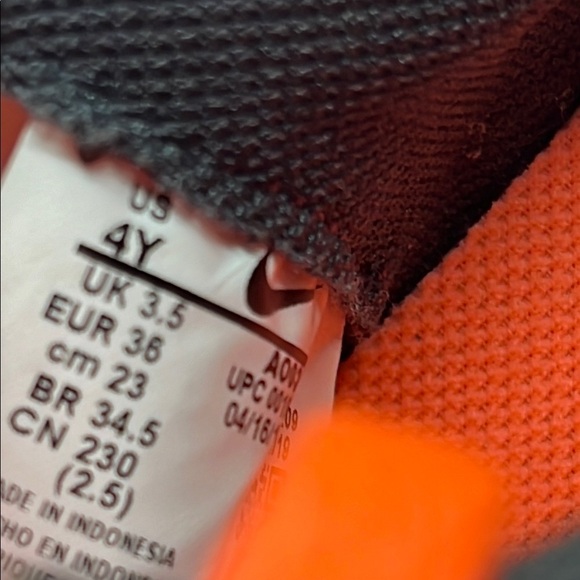 US
4Y
UK 3.5
EUR 36
cm 23
BR 34.5
CN 230
(2.5)
IN INDONESIA
EN
UPC
04/16/19